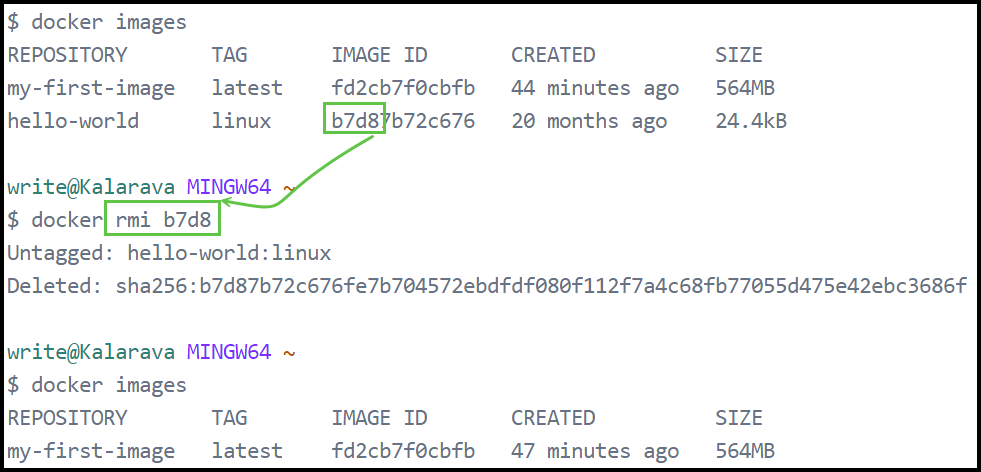 $ docker images
REPOSITORY TAG IMAGE ID CREATED SIZE
my-first-image latest fd2cb7f0cbfb 44 minutes ago 564MB
hello-world linux b7d87b72c676 20 months ago 24.4kB
write@Kalarava MINGW64 ~
$ docker rmi b7d8
Untagged: hello-world:linux
Deleted: sha256:b7d87b72c676fe7b704572ebdfdf080f112f7a4c68fb77055d475e42ebc3686f
write@Kalarava MINGW64 ~
$ docker images
REPOSITORY TAG IMAGE ID CREATED SIZE
my-first-image latest fd2cb7f0cbfb 47 minutes ago 564MB